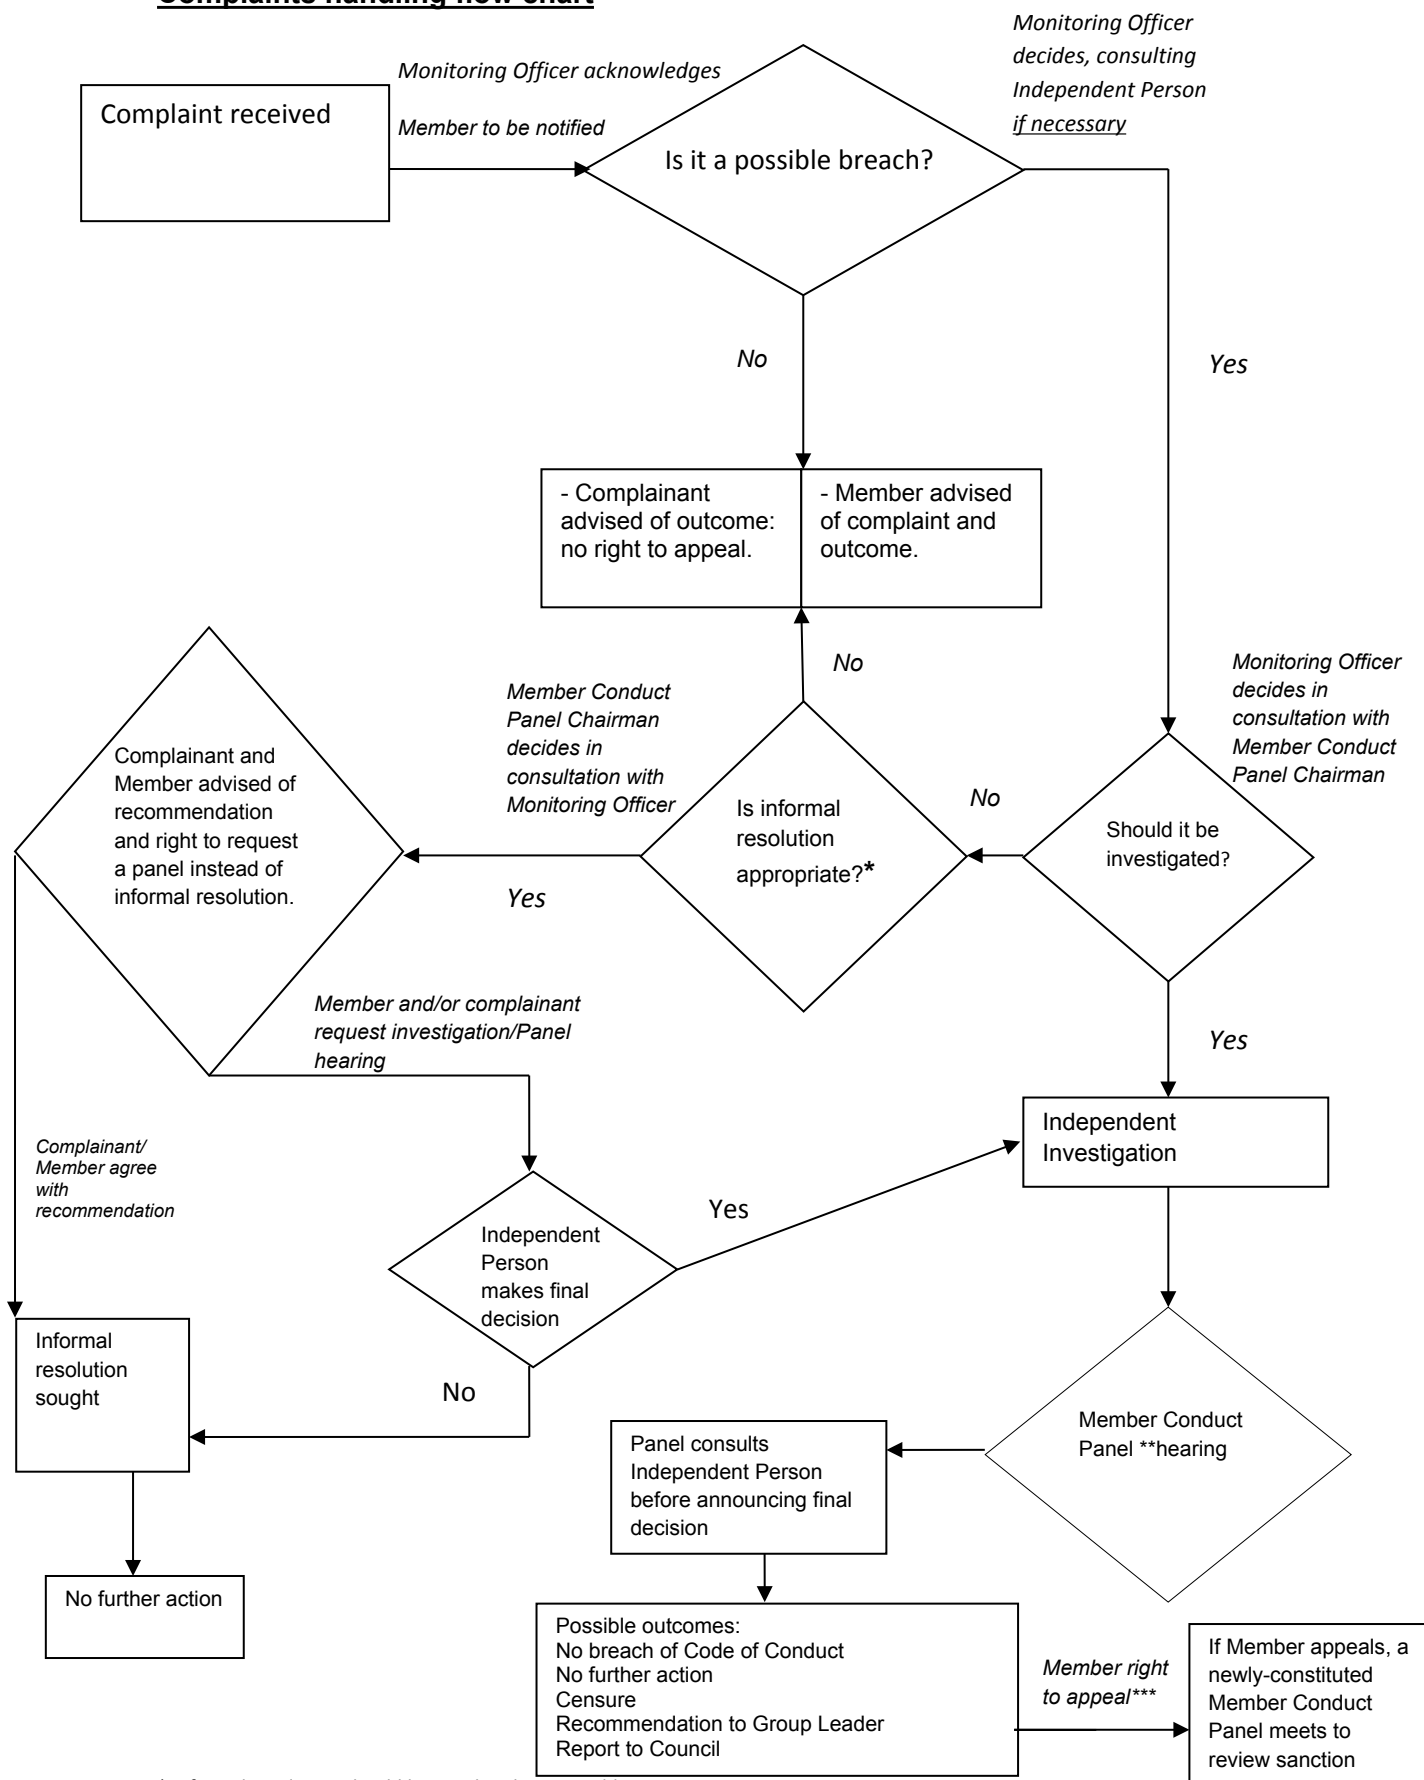 Complaints handling flow chart
Monitoring Officer
decides, consulting
Independent Person
if necessary
Monitoring Officer acknowledges
Member to be notified
Complaint received
Is it a possible breach?
No
Yes
- Complainant
advised of outcome:
no right to appeal.
- Member advised
of complaint and
outcome.
No
Monitoring Officer
decides in
consultation with
Member Conduct
Panel Chairman
Member Conduct
Panel Chairman
decides in
consultation with
Monitoring Officer
Complainant and
Member advised of
recommendation
and right to request
a panel instead of
informal resolution.
Is informal
resolution
appropriate?*
No
Should it be
investigated?
Yes
Member and/or complainant
request investigation/Panel
hearing
Yes
Complainant/
Member agree
with
recommendation
Independent
Investigation
Yes
Independent
Person
makes final
decision
Informal
resolution
sought
No
Member Conduct
Panel **hearing
Panel consults
Independent Person
before announcing final
decision
No further action
Possible outcomes:
No breach of Code of Conduct
No further action
Censure
Recommendation to Group Leader
Report to Council
Member right
to appeal***
If Member appeals, a
newly-constituted
Member Conduct
Panel meets to
review sanction